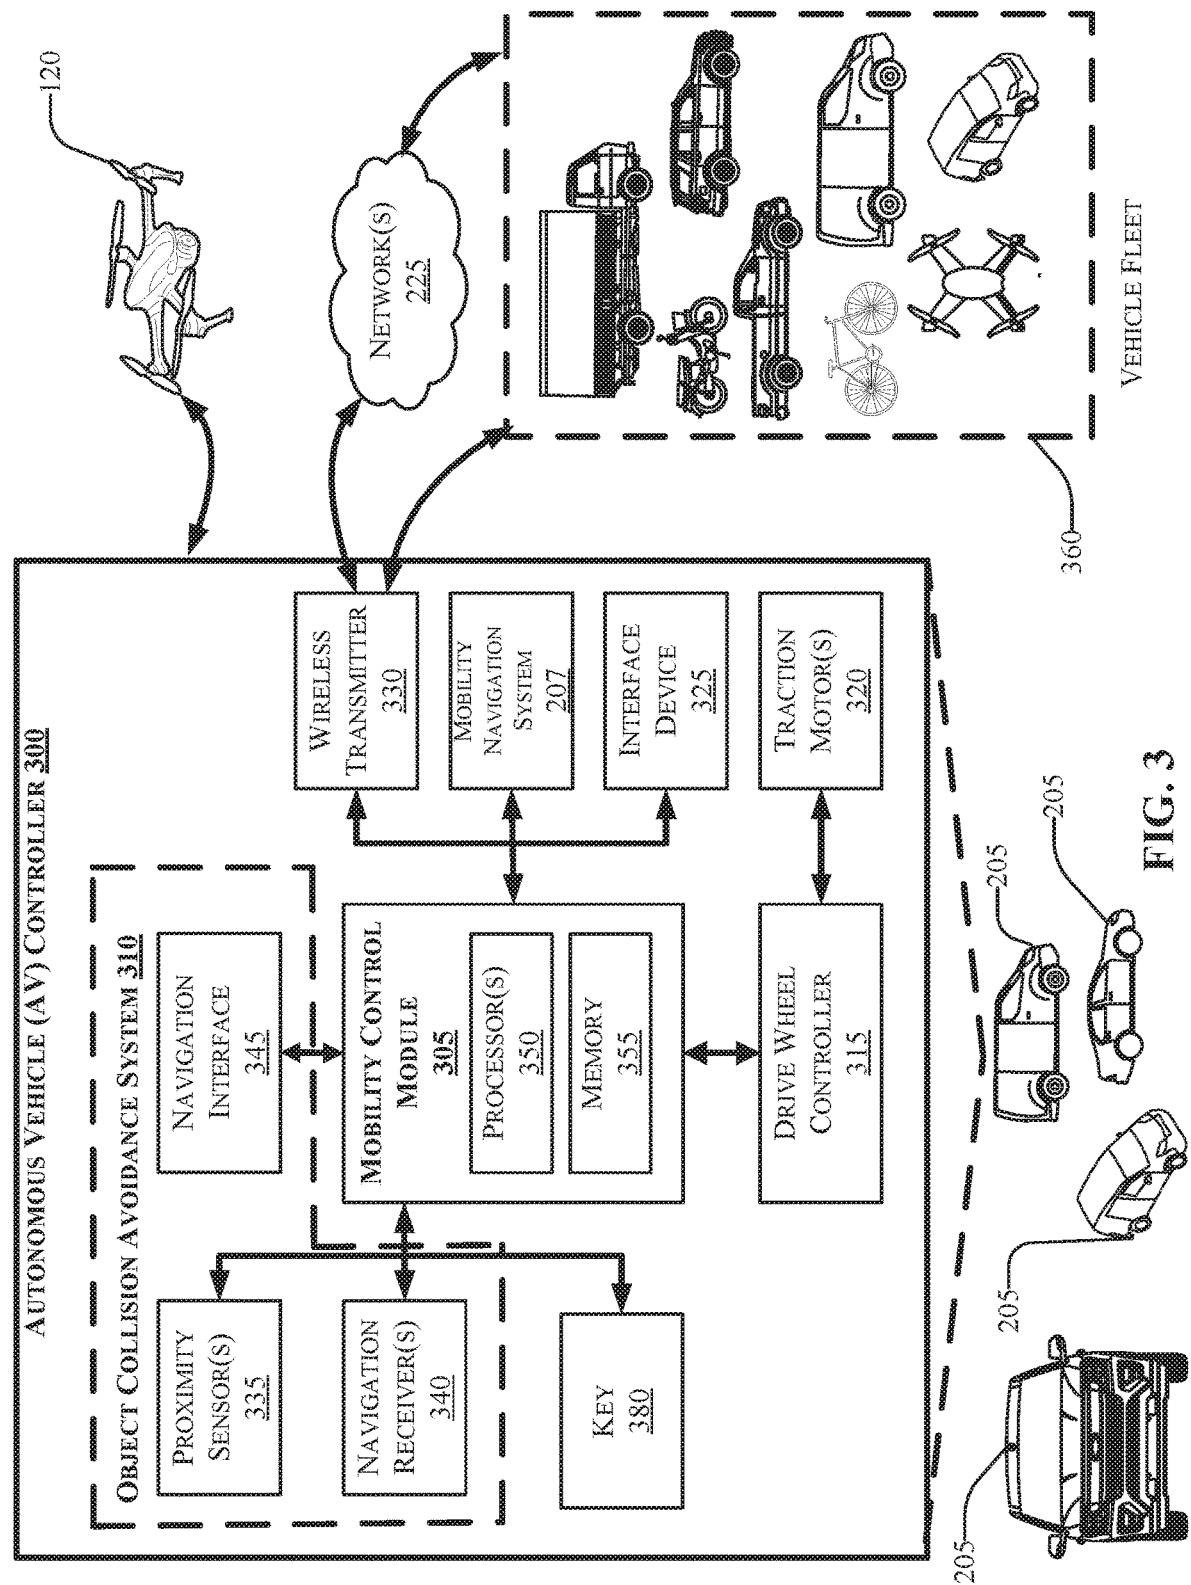 AUTONOMOUS VEHICLE (AV) CONTROLLER 300
OBJECT COLLISION AVOIDANCE SYSTEM 310
PROXIMITY
SENSOR(S)
335
NAVIGATION
INTERFACE
345
NAVIGATION
RECEIVER(S)
340
KEY
380
MOBILITY CONTROL
MODULE
305
PROCESSOR(S)
350
MEMORY
355
DRIVE WHEEL
CONTROLLER
315
WIRELESS
TRANSMITTER
330
MOBILITY
NAVIGATION
SYSTEM
207
INTERFACE
DEVICE
325
TRACTION
MOTOR(S)
320
120
NETWORK(S)
225
360
VEHICLE FLEET
205
205
205
205
FIG. 3